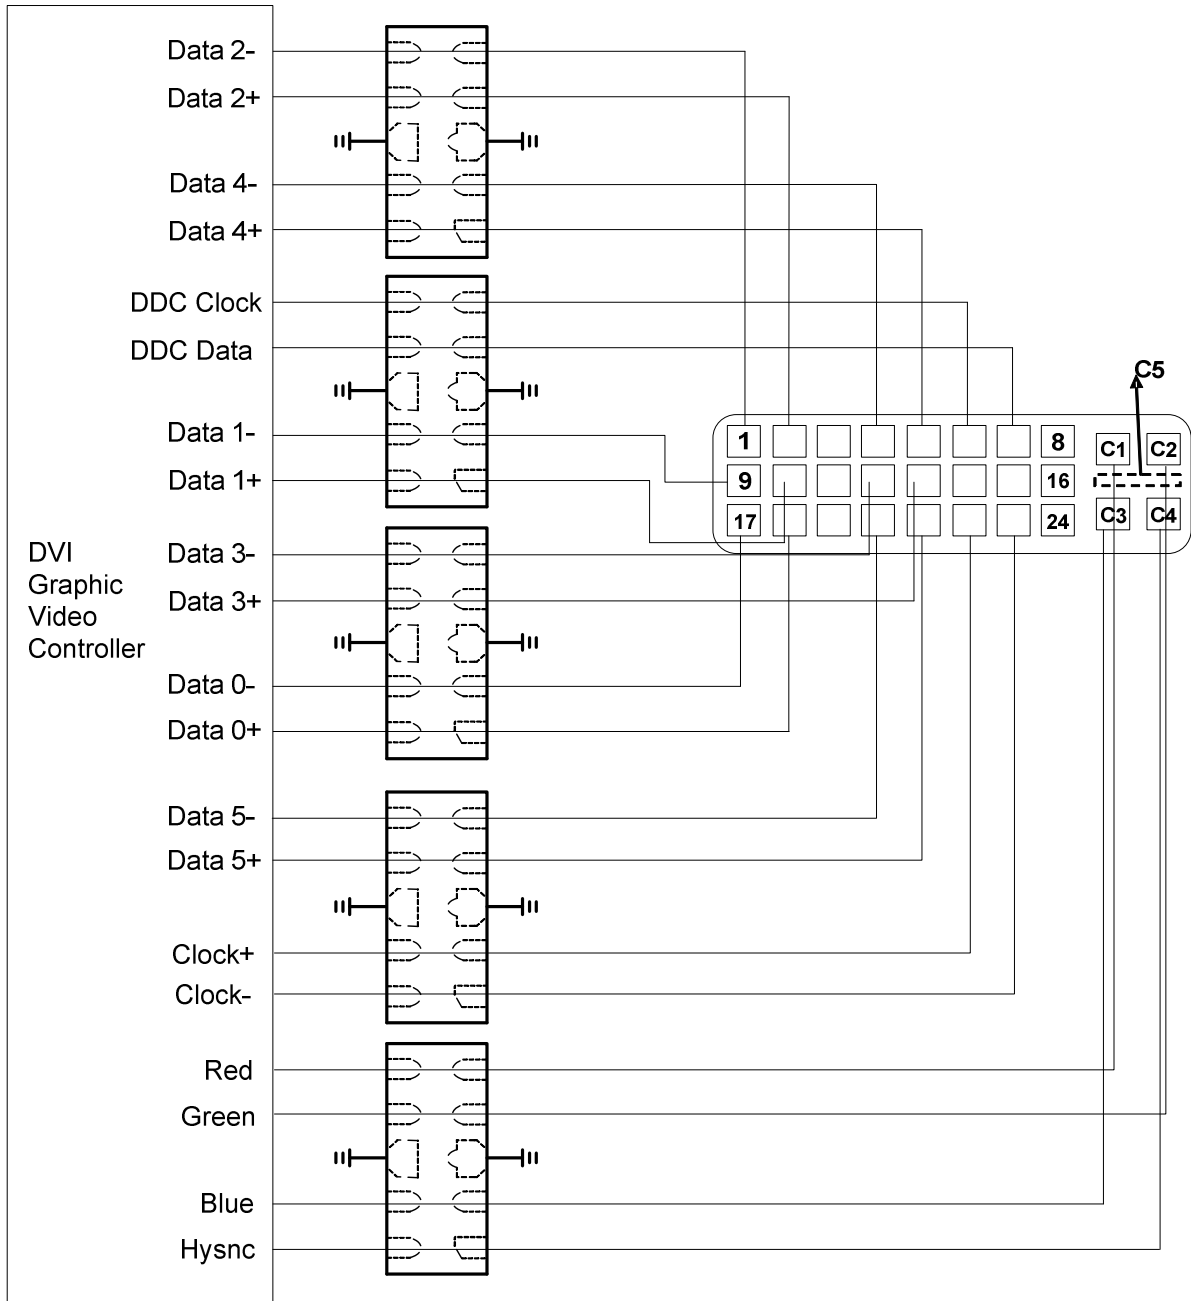 Data 2-
Data 2+
Data 4-
Data 4+
DDC Clock
DDC Data
Data 1-
Data 1+
DVI
Graphic
Video
Controller
Data 3-
Data 3+
Data 0-
Data 0+
Data 5-
Data 5+
Clock+
Clock-
Red
Green
Blue
Hysnc
C5
1 8 C1 C2
9 16
17 24 C3 C4